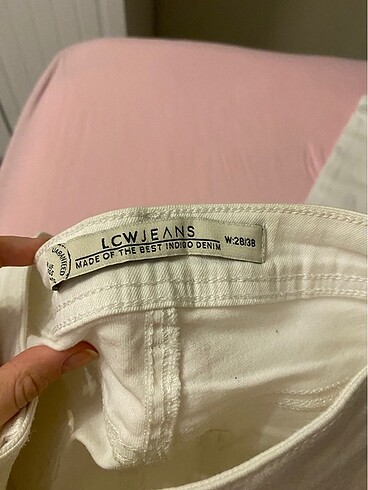 LCWJEANS
MADE OF THE BEST INDIGO DENIM
W:28/38